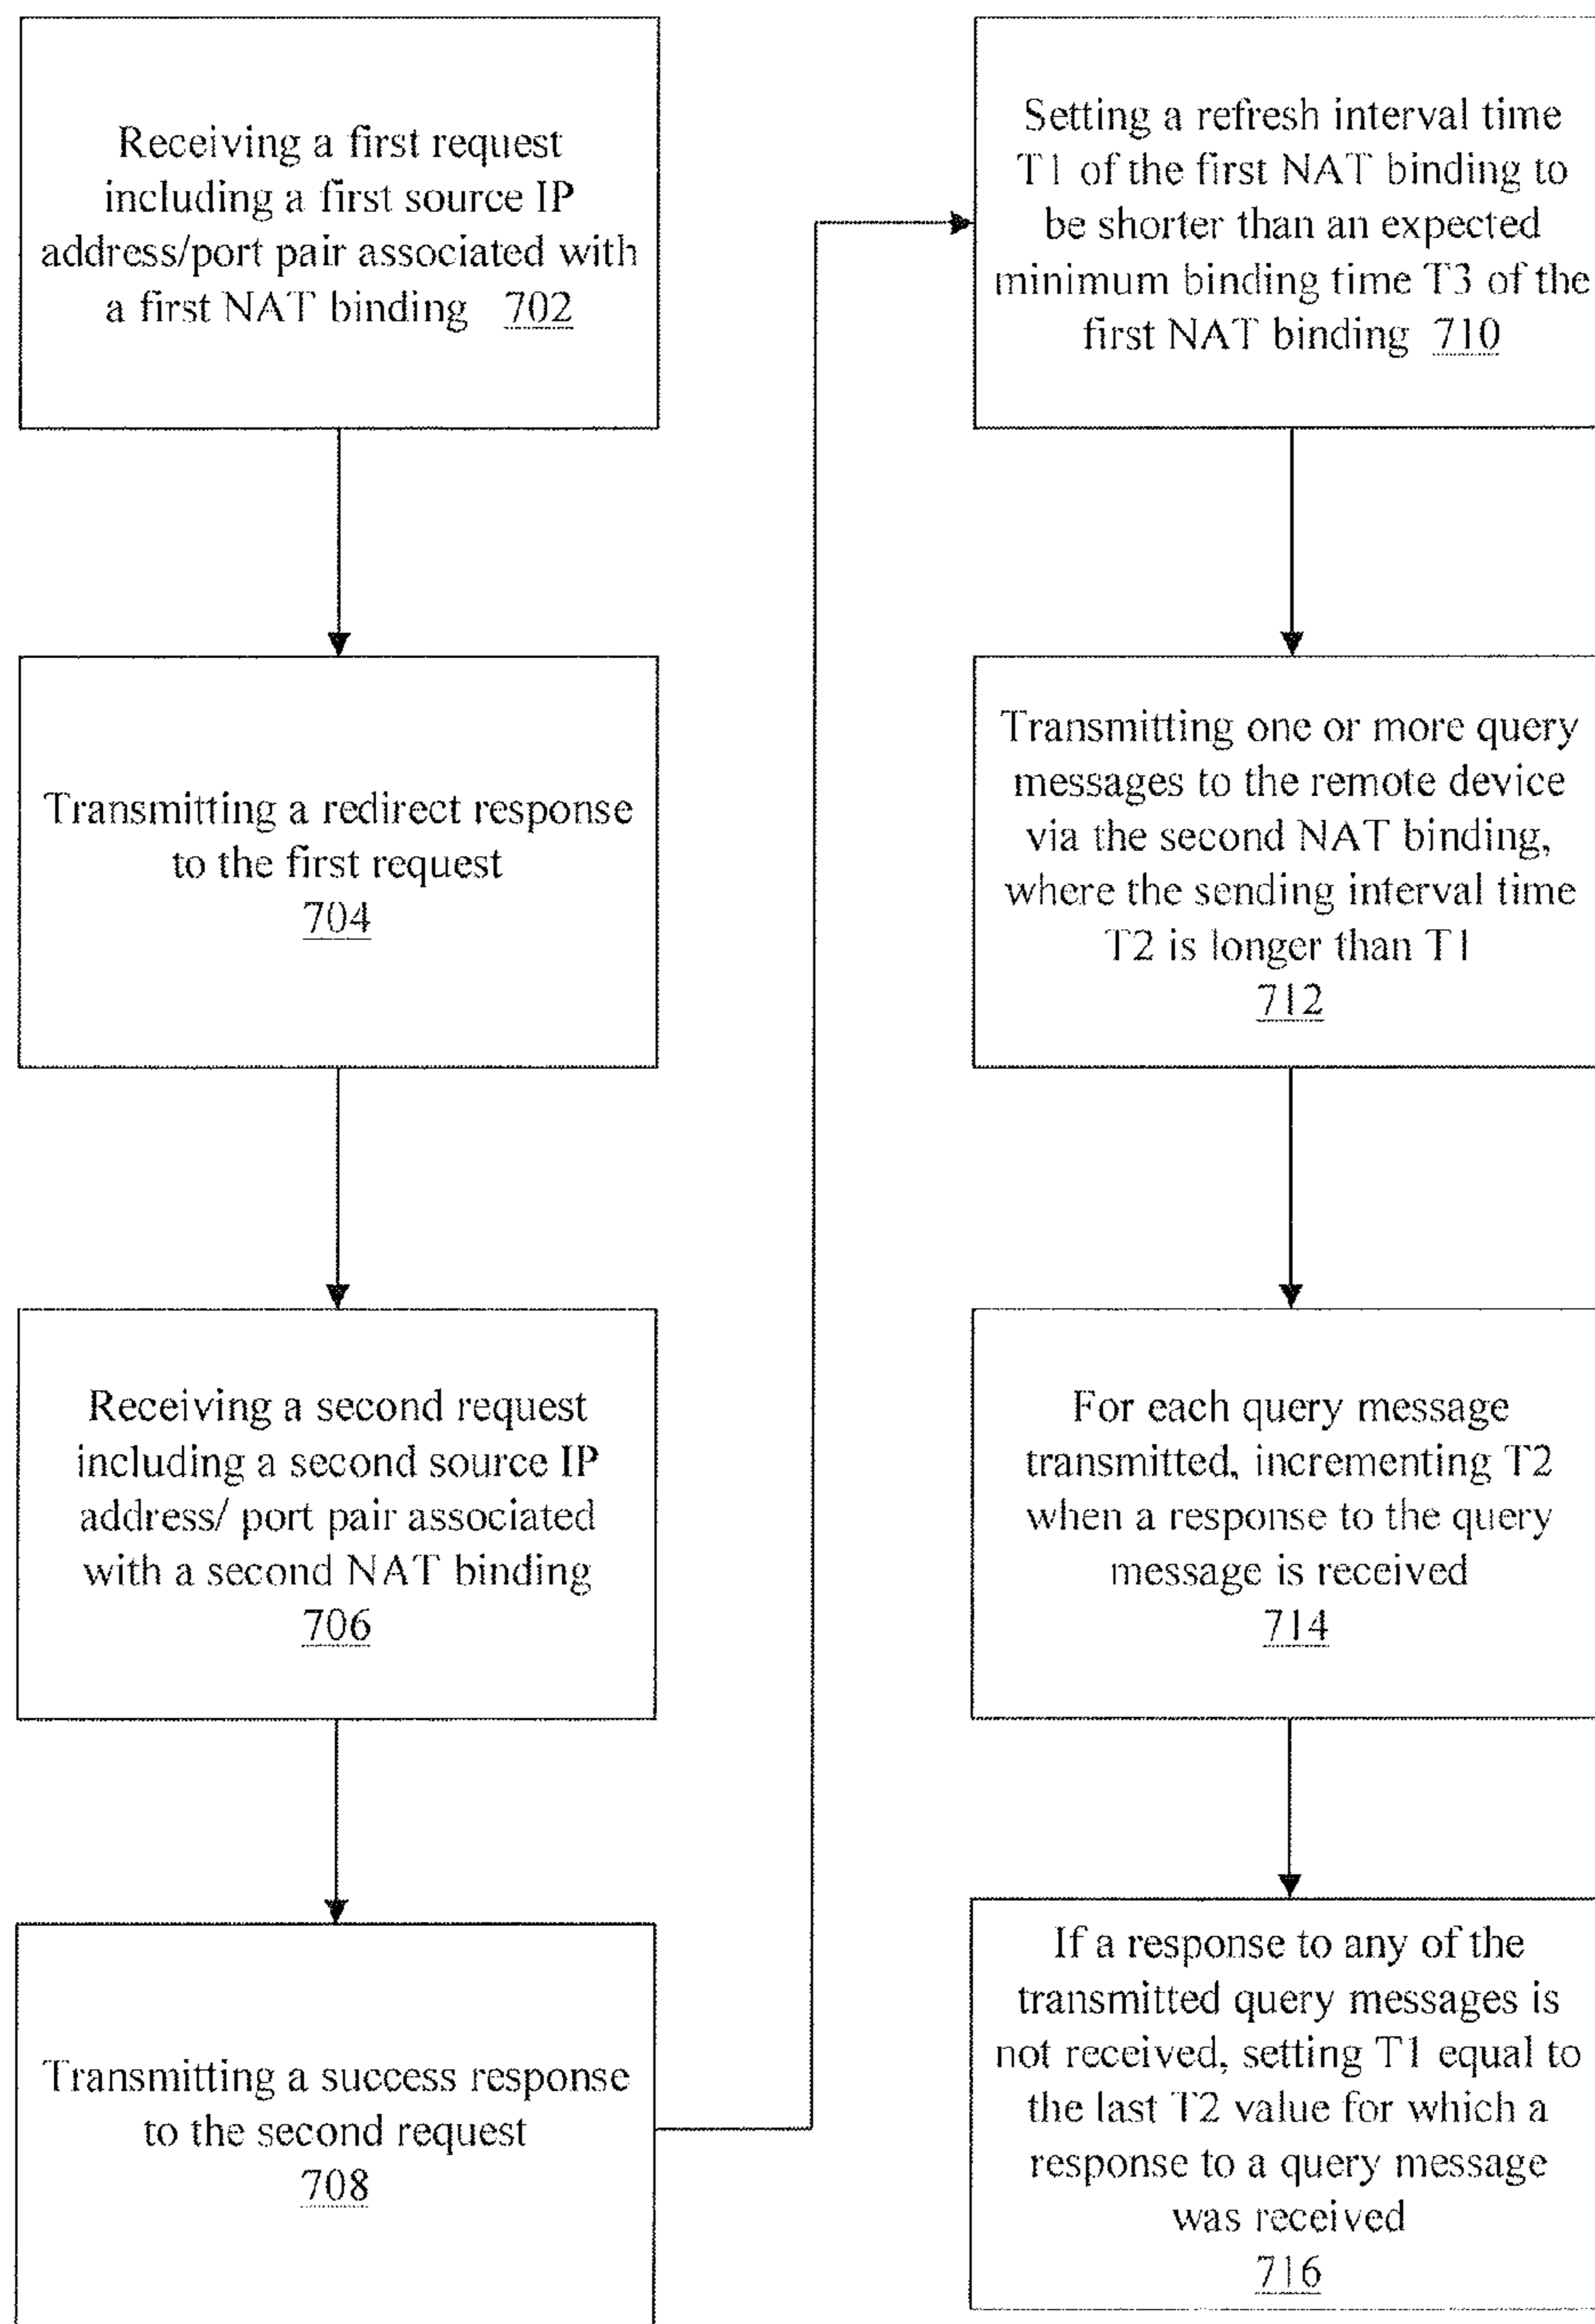 Receiving a first request
including a first source IP
address/port pair associated with
a first NAT binding 702
Transmitting a redirect response
to the first request
704
Receiving a second request
including a second source IP
address/ port pair associated
with a second NAT binding
706
Transmitting a success response
to the second request
708
Setting a refresh interval time
T1 of the first NAT binding to
be shorter than an expected
minimum binding time T3 of the
first NAT binding 710
Transmitting one or more query
messages to the remote device
via the second NAT binding,
where the sending interval time
T2 is longer than T1
712
For each query message
transmitted, incrementing T2
when a response to the query
message is received
714
If a response to any of the
transmitted query messages is
not received, setting T1 equal to
the last T2 value for which a
response to a query message
was received
716